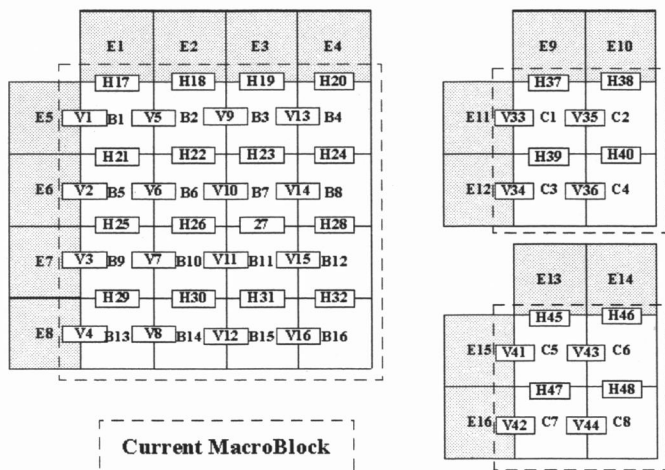 E1 E2 E3 E4
H17 H18 H19 H20
E5 V1 B1 V5 B2 V9 B3 V13 B4
H21 H22 H23 H24
E6 V2 B5 V6 B6 V10 B7 V14 B8
H25 H26 27 H28
E7 V3 B9 V7 B10 V11 B11 V15 B12
H29 H30 H31 H32
E8 V4 B13 V8 B14 V12 B15 V16 B16
Current MacroBlock
E9 E10
H37 H38
E11 V33 C1 V35 C2
H39 H40
E12 V34 C3 V36 C4
E13 E14
H45 H46
E15 V41 C5 V43 C6
H47 H48
E16 V42 C7 V44 C8